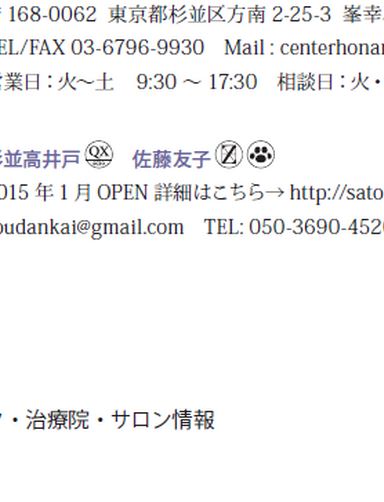 〒168-0062 東京都杉並区方南 2-25-3 峯幸
TEL/FAX 03-6796-9930 Mail : centerhonan
営業日：火〜土 9:30 〜 17:30 相談日：火・
杉並高井戸 QX 佐藤友子
2015 年 1 月 OPEN 詳細はこちら→ http://sato
oudankai@gmail.com TEL: 050-3690-452
・治療院・サロン情報